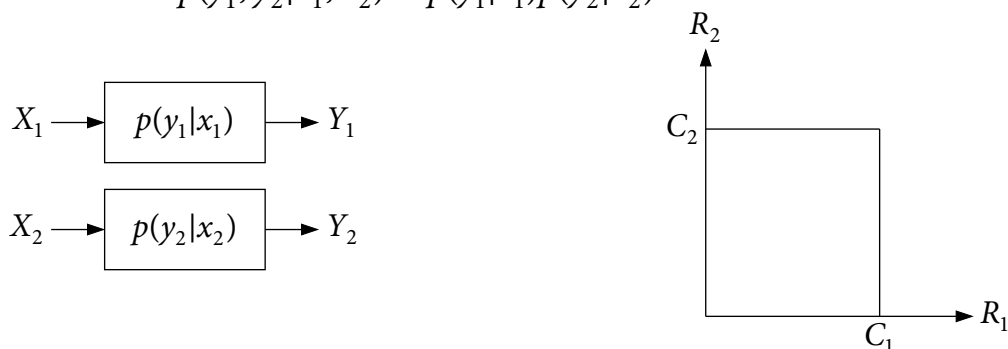 R₂
X₁ p(y₁|x₁) Y₁
C₂
X₂ p(y₂|x₂) Y₂
R₁
C₁